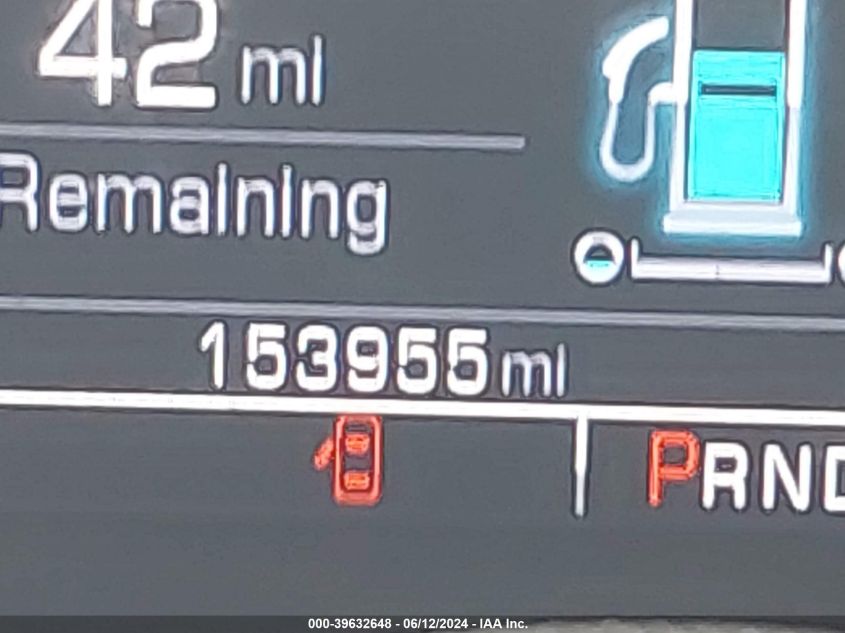 42 mi
Remaining
153955 mi
PRND
000-39632648 - 06/12/2024 - IAA Inc.